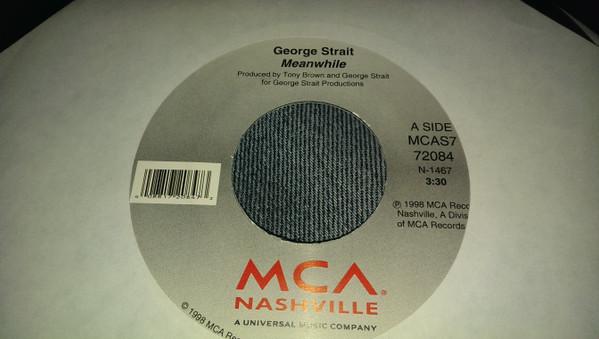 George Strait
Meanwhile
Produced by Tony Brown and George Strait
for George Strait Productions
A SIDE
MCAS7
72084
N-1467
3:30
℗ 1998 MCA Reco
Nashville, A Divis
of MCA Records
MCA®
NASHVILLE
A UNIVERSAL MUSIC COMPANY
© 1998 MCA Re